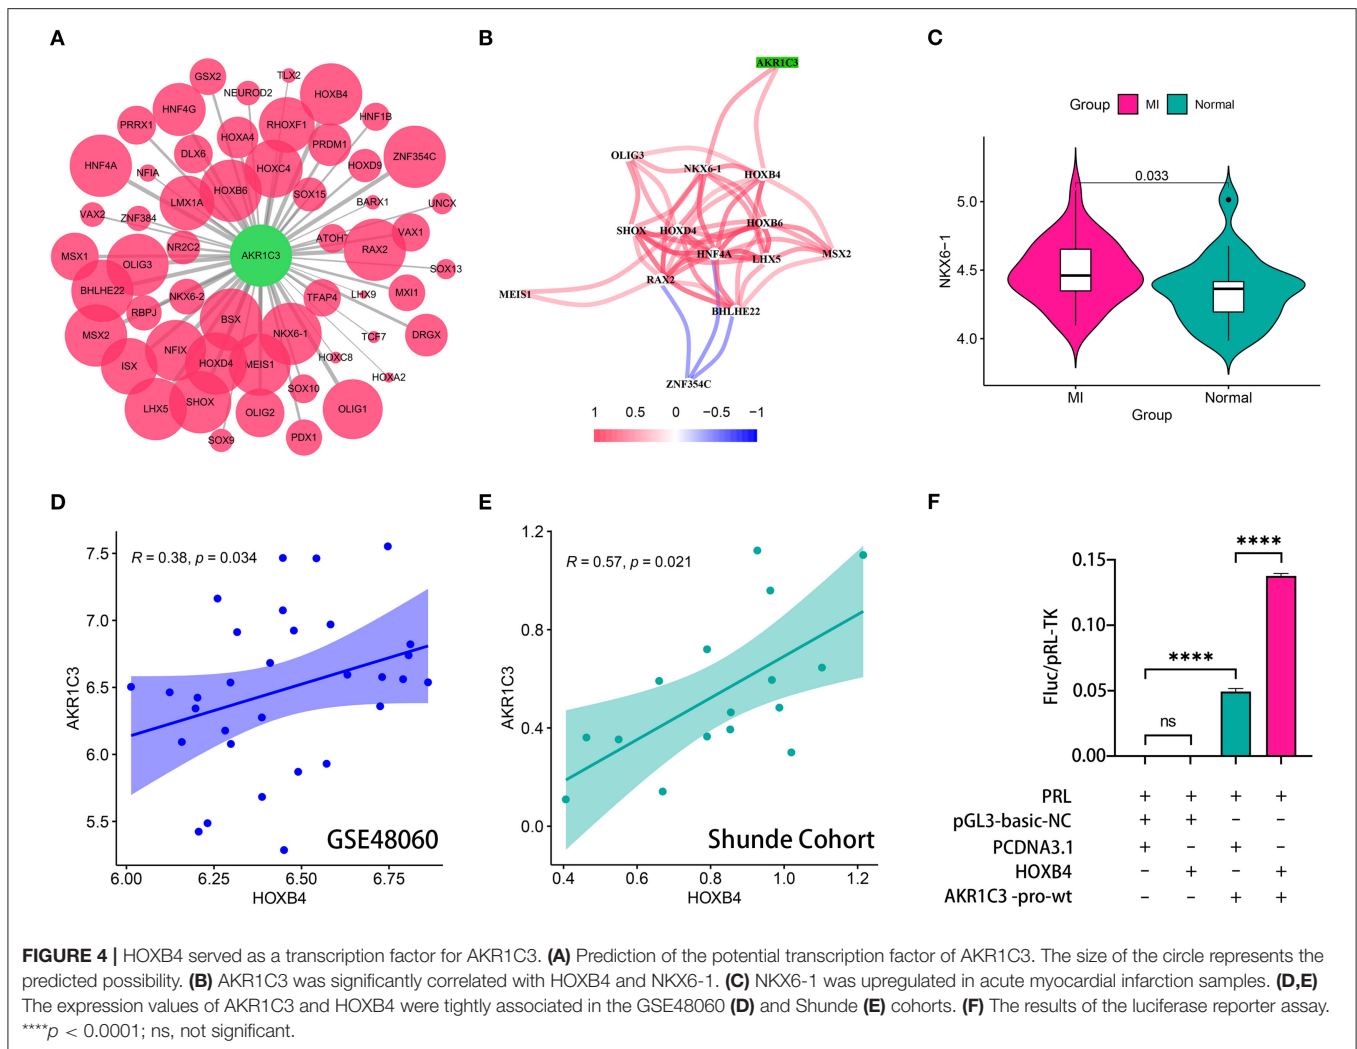 A
GSX2
TLX2
NEUROD2
HOXB4
HNF4G
HNF1B
PRRX1
HOXA4
RHOXF1
PRDM1
DLX6
HOXC4
ZNF354C
HNF4A
NFIA
HOXD9
HOXB6
SOX15
LMX1A
BARX1
UNCX
VAX2
ZNF384
ATOH7
VAX1
NR2C2
RAX2
MSX1
AKR1C3
OLIG3
SOX13
BHLHE22
NKX6-2
TFAP4
LHX9
MXI1
RBPJ
BSX
NKX6-1
MSX2
TCF7
DRGX
NFIX
HOXC8
ISX
HOXD4
MEIS1
HOXA2
SOX10
LHX5
SHOX
OLIG2
OLIG1
SOX9
PDX1
B
AKR1C3
OLIG3
NKX6-1
HOXB4
HOXB6
SHOX
HOXD4
HNF4A
LHX5
MSX2
RAX2
MEIS1
BHLHE22
ZNF354C
1 0.5 0 −0.5 −1
C
Group MI Normal
0.033
5.0
4.5
4.0
NKX6−1
MI Normal
Group
D
R = 0.38, p = 0.034
7.5
7.0
6.5
6.0
5.5
AKR1C3
GSE48060
6.00 6.25 6.50 6.75
HOXB4
E
R = 0.57, p = 0.021
1.2
0.8
0.4
0.0
AKR1C3
Shunde Cohort
0.4 0.6 0.8 1.0 1.2
HOXB4
F
****
****
ns
0.15
0.10
0.05
0.00
Fluc/pRL-TK
PRL + + + +
pGL3-basic-NC + + − −
PCDNA3.1 + − + −
HOXB4 − + − +
AKR1C3 -pro-wt − − + +
FIGURE 4 | HOXB4 served as a transcription factor for AKR1C3. (A) Prediction of the potential transcription factor of AKR1C3. The size of the circle represents the
predicted possibility. (B) AKR1C3 was significantly correlated with HOXB4 and NKX6-1. (C) NKX6-1 was upregulated in acute myocardial infarction samples. (D,E)
The expression values of AKR1C3 and HOXB4 were tightly associated in the GSE48060 (D) and Shunde (E) cohorts. (F) The results of the luciferase reporter assay.
****p < 0.0001; ns, not significant.